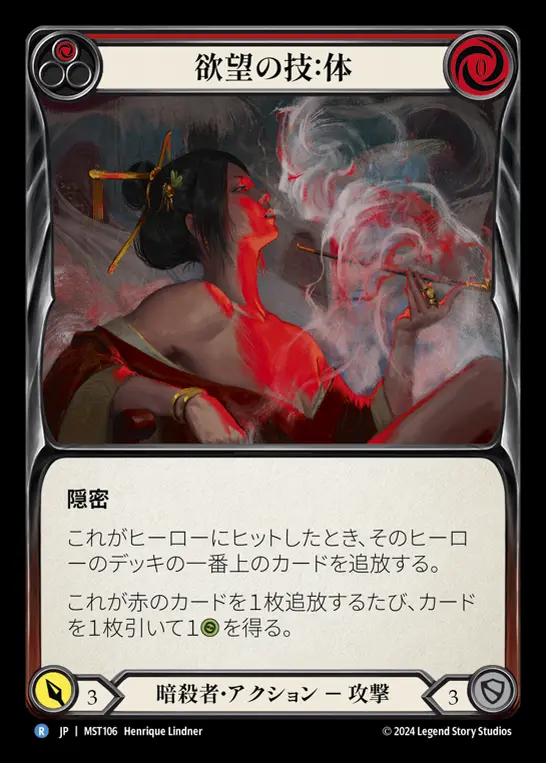 欲望の技:体
0
隠密
これがヒーローにヒットしたとき、そのヒーロ
ーのデッキの一番上のカードを追放する。
これが赤のカードを1枚追放するたび、カード
を1枚引いて1を得る。
3
暗殺者・アクション − 攻撃
3
R JP | MST106 Henrique Lindner
© 2024 Legend Story Studios